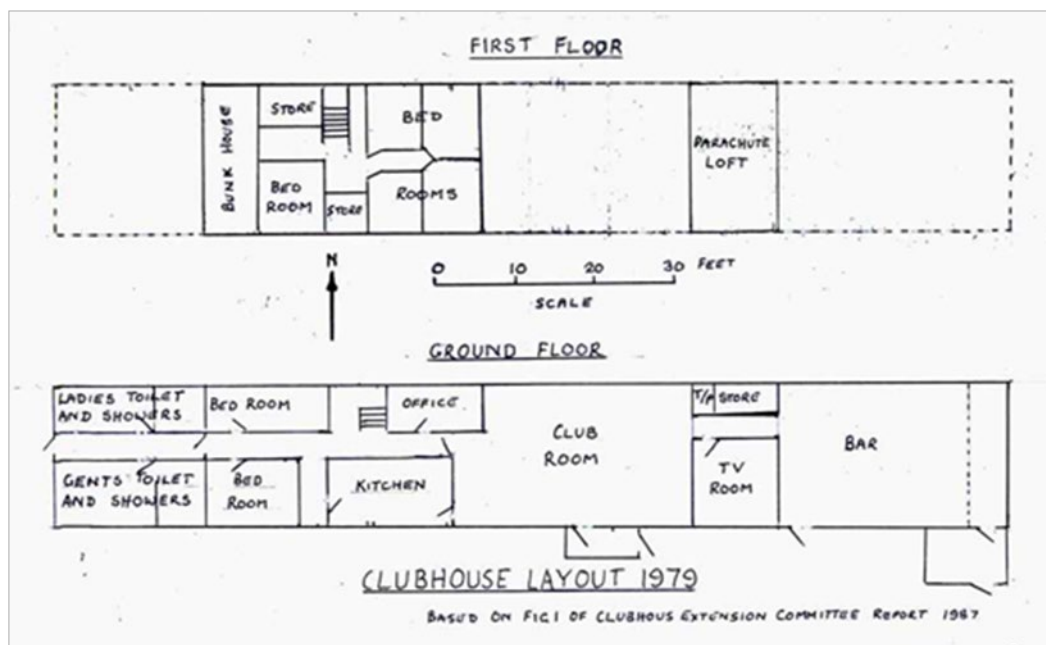 FIRST FLOOR
BUNK HOUSE
STORE
BED
BED
ROOM
STORE
ROOMS
PARACHUTE
LOFT
N
0 10 20 30 FEET
SCALE
GROUND FLOOR
LADIES TOILET
AND SHOWERS
BED ROOM
OFFICE
CLUB
ROOM
T/P STORE
BAR
GENTS TOILET
AND SHOWERS
BED
ROOM
KITCHEN
TV
ROOM
CLUBHOUSE LAYOUT 1979
BASED ON FIG.1 OF CLUBHOUS EXTENSION COMMITTEE REPORT 1987